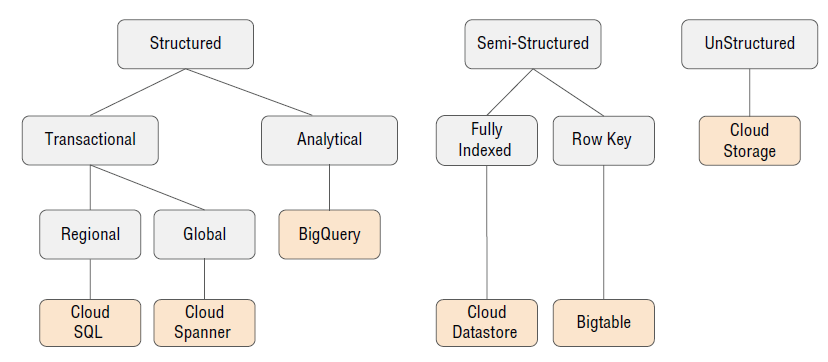 Structured
Semi-Structured
UnStructured
Transactional
Analytical
Fully
Indexed
Row Key
Cloud
Storage
Regional
Global
BigQuery
Cloud
SQL
Cloud
Spanner
Cloud
Datastore
Bigtable